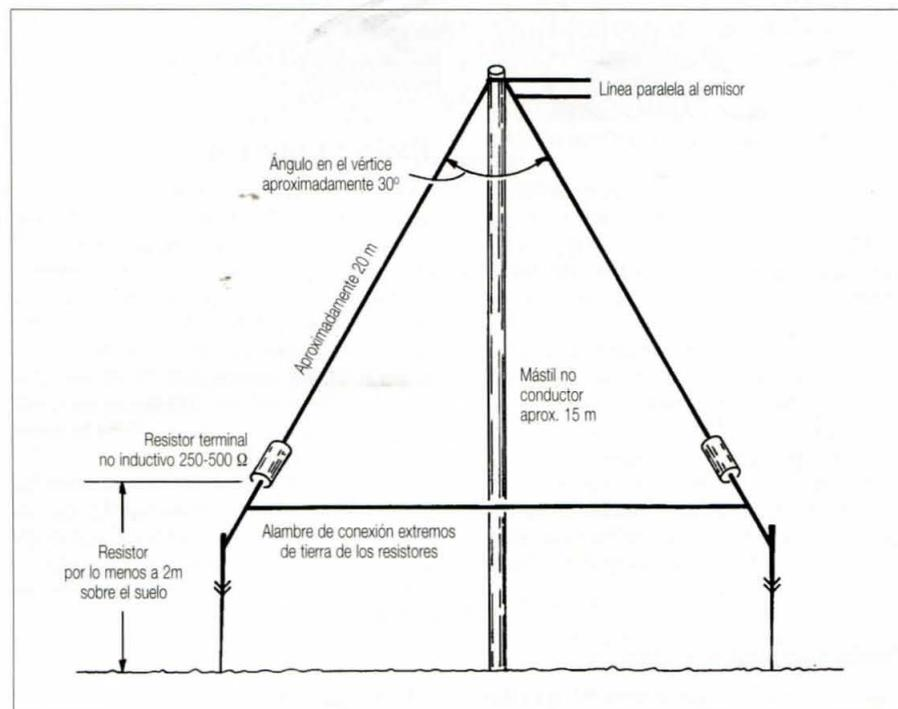 Línea paralela al emisor
Ángulo en el vértice
aproximadamente 30º
Aproximadamente 20 m
Mástil no
conductor
aprox. 15 m
Resistor terminal
no inductivo 250-500 Ω
Alambre de conexión extremos
de tierra de los resistores
Resistor
por lo menos a 2m
sobre el suelo